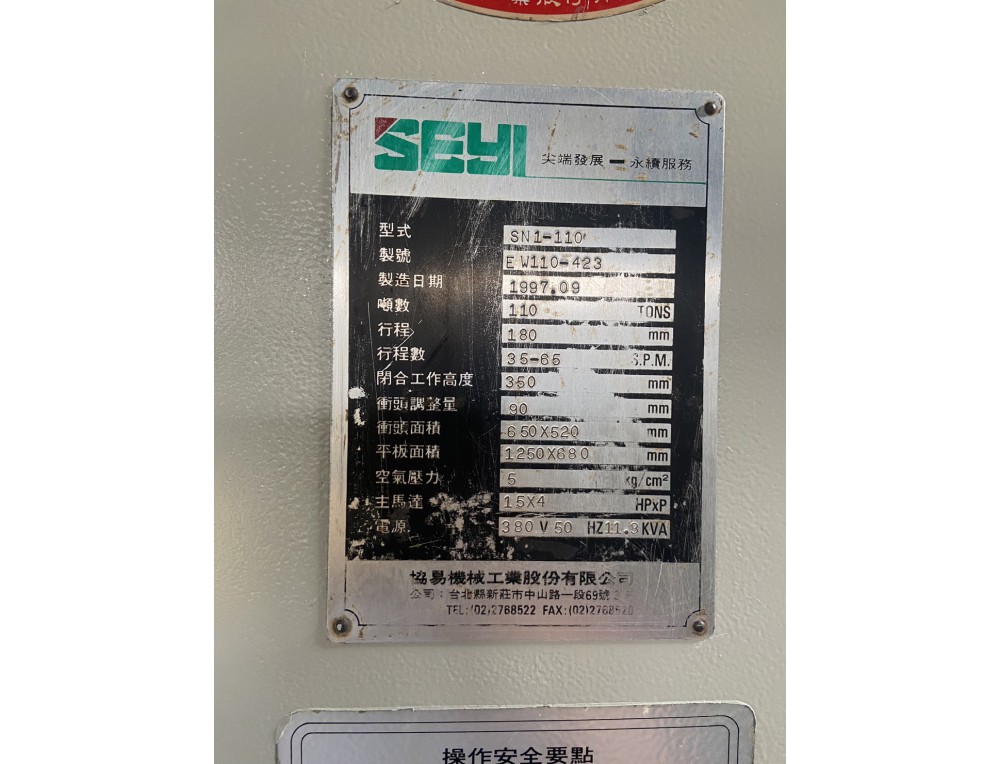 SEYI 尖端發展 — 永續服務
型式 SN1-110
製號 EW110-423
製造日期 1997.09
噸數 110 TONS
行程 180 mm
行程數 35-65 S.P.M.
閉合工作高度 350 mm
衝頭調整量 90 mm
衝頭面積 650X520 mm
平板面積 1250X680 mm
空氣壓力 5 kg/cm²
主馬達 15X4 HPxP
電源 380 V 50 HZ 11.8 KVA
協易機械工業股份有限公司
公司：台北縣新莊市中山路一段69號
TEL:(02)2768522 FAX:(02)2768520
操作安全要點